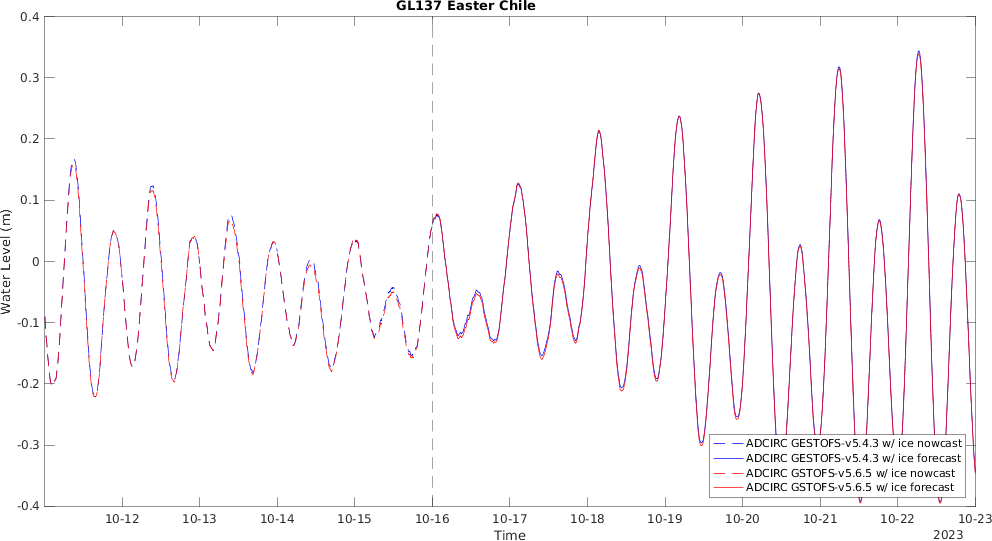 GL137 Easter Chile
0.4
0.3
0.2
0.1
0
-0.1
-0.2
-0.3
-0.4
Water Level (m)
ADCIRC GESTOFS-v5.4.3 w/ ice nowcast
ADCIRC GESTOFS-v5.4.3 w/ ice forecast
ADCIRC GSTOFS-v5.6.5 w/ ice nowcast
ADCIRC GSTOFS-v5.6.5 w/ ice forecast
10-12 10-13 10-14 10-15 10-16 10-17 10-18 10-19 10-20 10-21 10-22 10-23
Time
2023